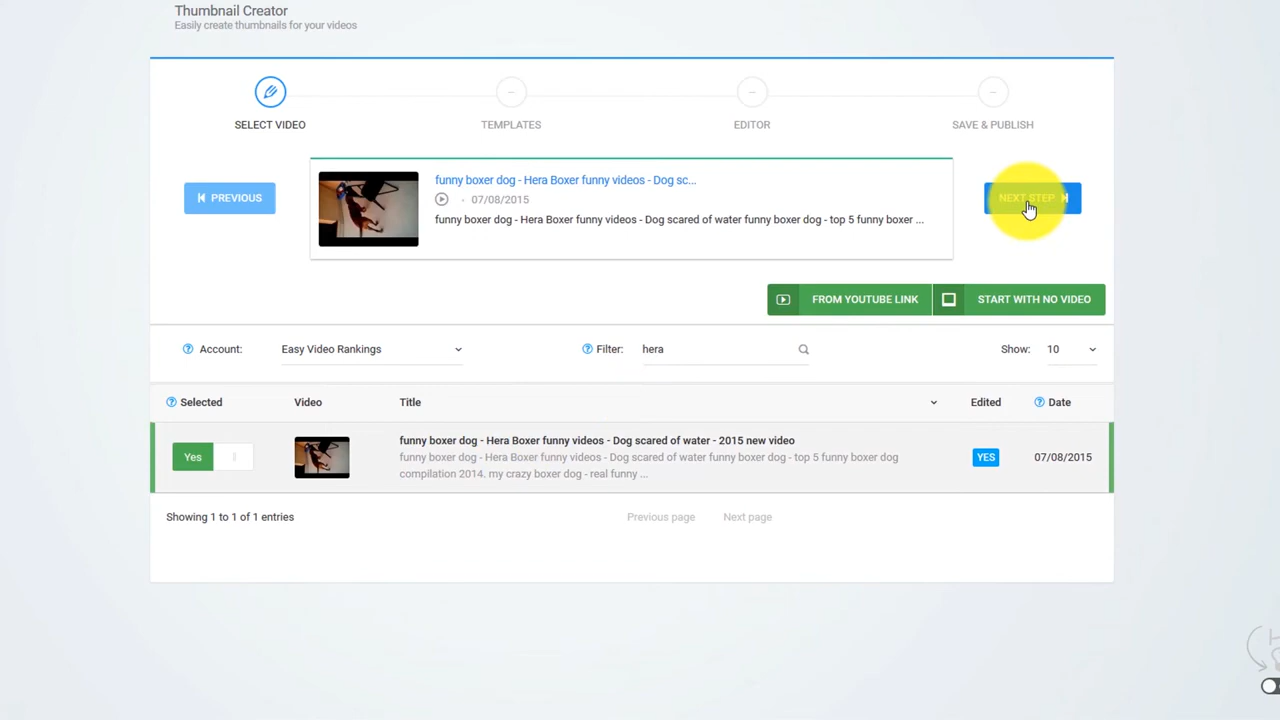 Thumbnail Creator
Easily create thumbnails for your videos
SELECT VIDEO
TEMPLATES
EDITOR
SAVE & PUBLISH
PREVIOUS
funny boxer dog - Hera Boxer funny videos - Dog sc...
07/08/2015
funny boxer dog - Hera Boxer funny videos - Dog scared of water funny boxer dog - top 5 funny boxer ...
NEXT STEP
FROM YOUTUBE LINK
START WITH NO VIDEO
Account: Easy Video Rankings
Filter: hera
Show: 10
Selected Video Title Edited Date
Yes
funny boxer dog - Hera Boxer funny videos - Dog scared of water - 2015 new video
funny boxer dog - Hera Boxer funny videos - Dog scared of water funny boxer dog - top 5 funny boxer dog
compilation 2014. my crazy boxer dog - real funny ...
YES
07/08/2015
Showing 1 to 1 of 1 entries
Previous page
Next page